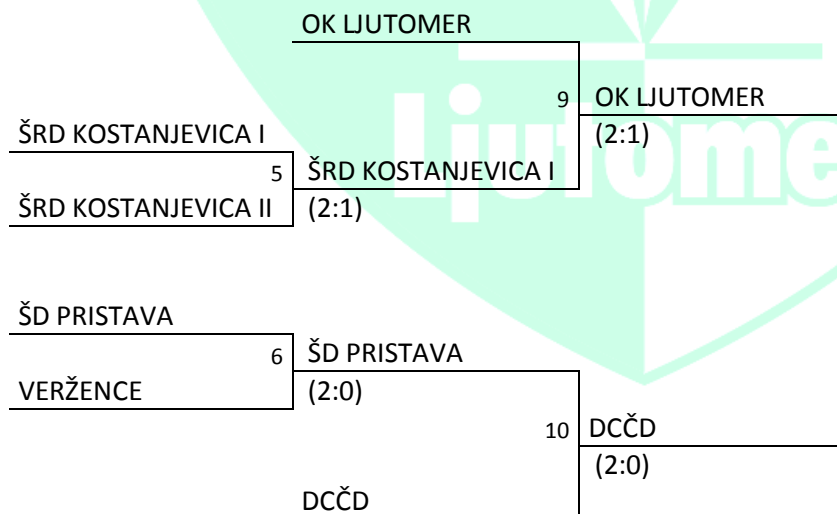 OK LJUTOMER
9 OK LJUTOMER
ŠRD KOSTANJEVICA I (2:1)
5 ŠRD KOSTANJEVICA I
ŠRD KOSTANJEVICA II (2:1)
ŠD PRISTAVA
6 ŠD PRISTAVA
VERŽENCE (2:0)
10 DCČD
(2:0)
DCČD
Ljutome